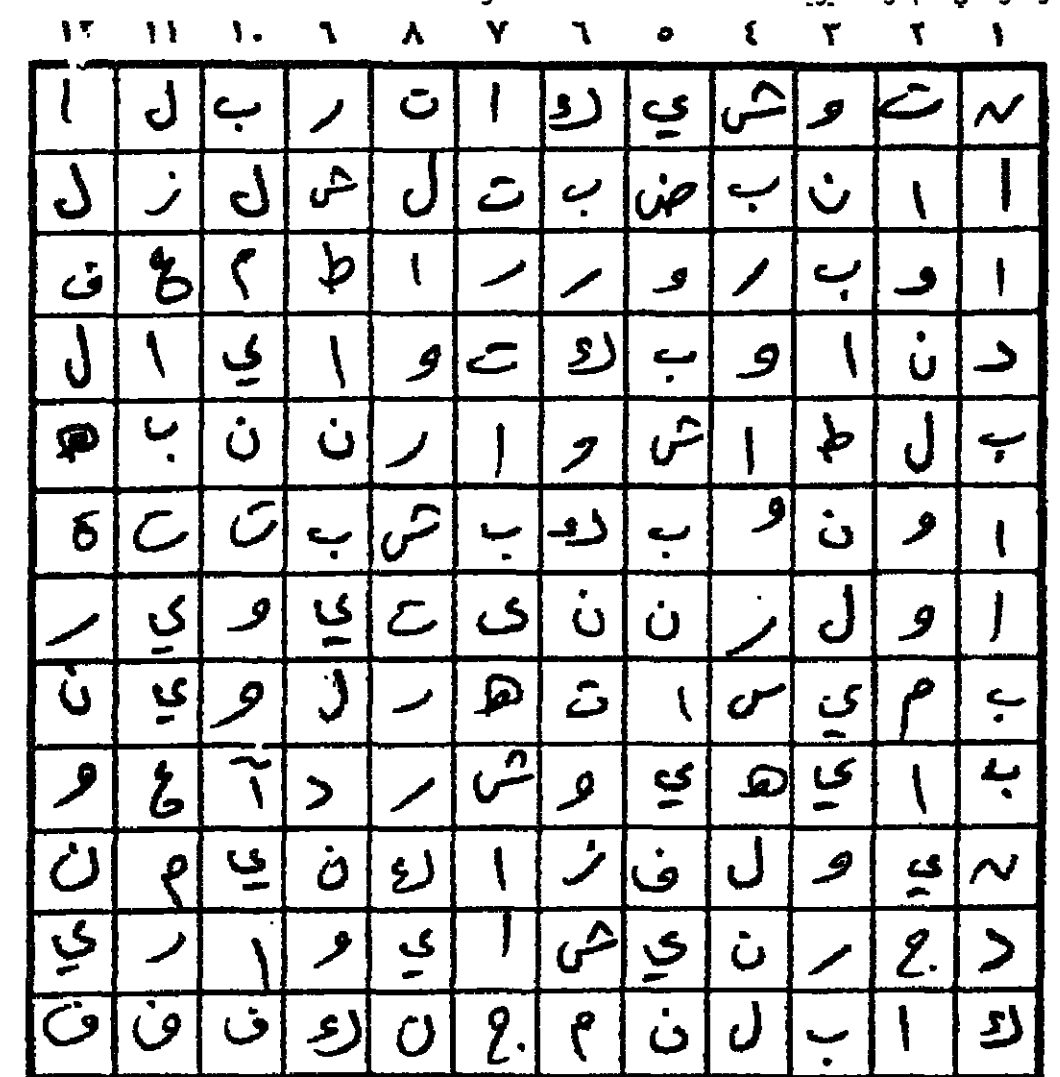 ١ ٢ ٣ ٤ ٥ ٦ ٧ ٨ ٩ ١٠ ١١ ١٢
ن ت و ش ي ك ا ت ر ب ل ا
ا ا ن ب ض ب ت ل ش ل ز ل
ا و ب ر و ر ر ا ط م ع ف
د ن ا و ب ك ت و ا ي ا ل
ب ل ط ا ش و ا ر ن ن ب ه
ا و ن و ب ك ب ش ب ت ت ة
ا و ل ز ن ن ى ت ي و ي ر
ب م ي س ا ت ه ر ل و ي ن
ب ا ي ه ي و ش ر د آ ع و
ن ي و ل ف ز ا ك ن ي م ن
د ج ر ن ي ش ا ي و ا ر ي
ك ا ب ل ن م ج ن ك ف ف ف